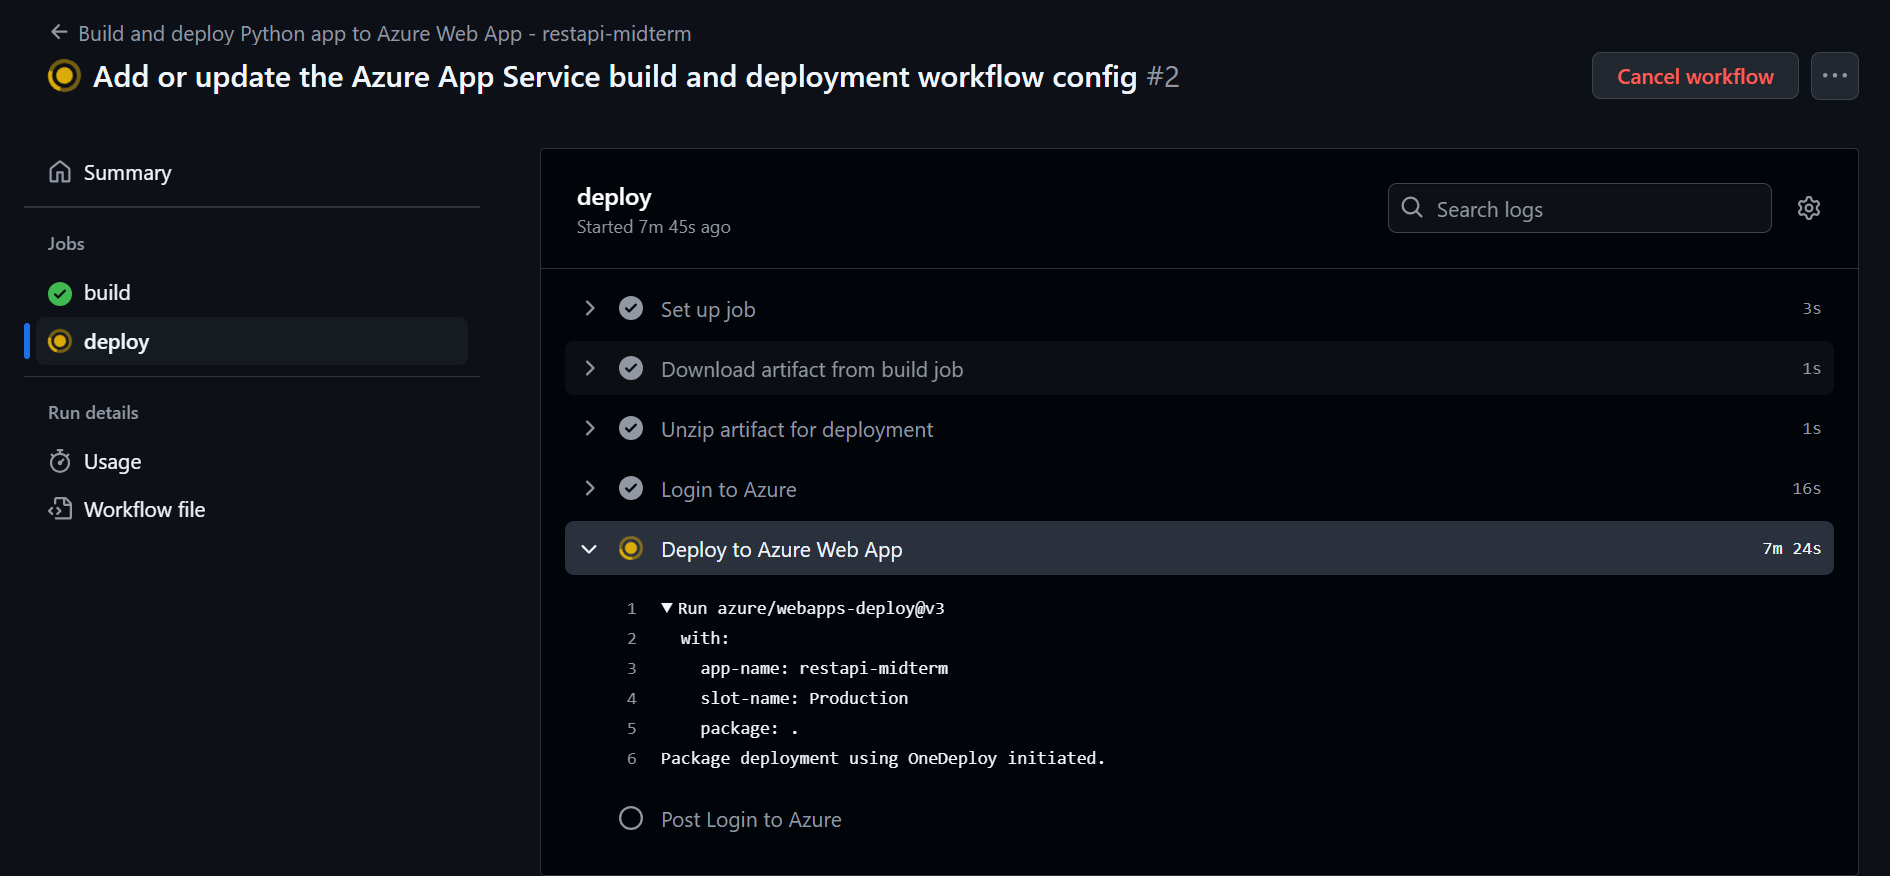 Build and deploy Python app to Azure Web App - restapi-midterm
Add or update the Azure App Service build and deployment workflow config #2
Cancel workflow
Summary
Jobs
build
deploy
Run details
Usage
Workflow file
deploy
Started 7m 45s ago
Search logs
Set up job 3s
Download artifact from build job 1s
Unzip artifact for deployment 1s
Login to Azure 16s
Deploy to Azure Web App 7m 24s
1 ▼Run azure/webapps-deploy@v3
2 with:
3 app-name: restapi-midterm
4 slot-name: Production
5 package: .
6 Package deployment using OneDeploy initiated.
Post Login to Azure